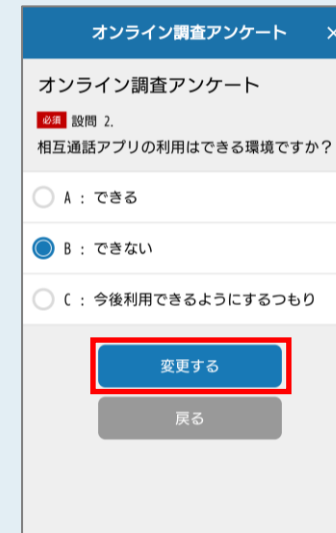 オンライン調査アンケート ×
オンライン調査アンケート
必須 設問 2.
相互通話アプリの利用はできる環境ですか？
A : できる
B : できない
C : 今後利用できるようにするつもり
変更する
戻る